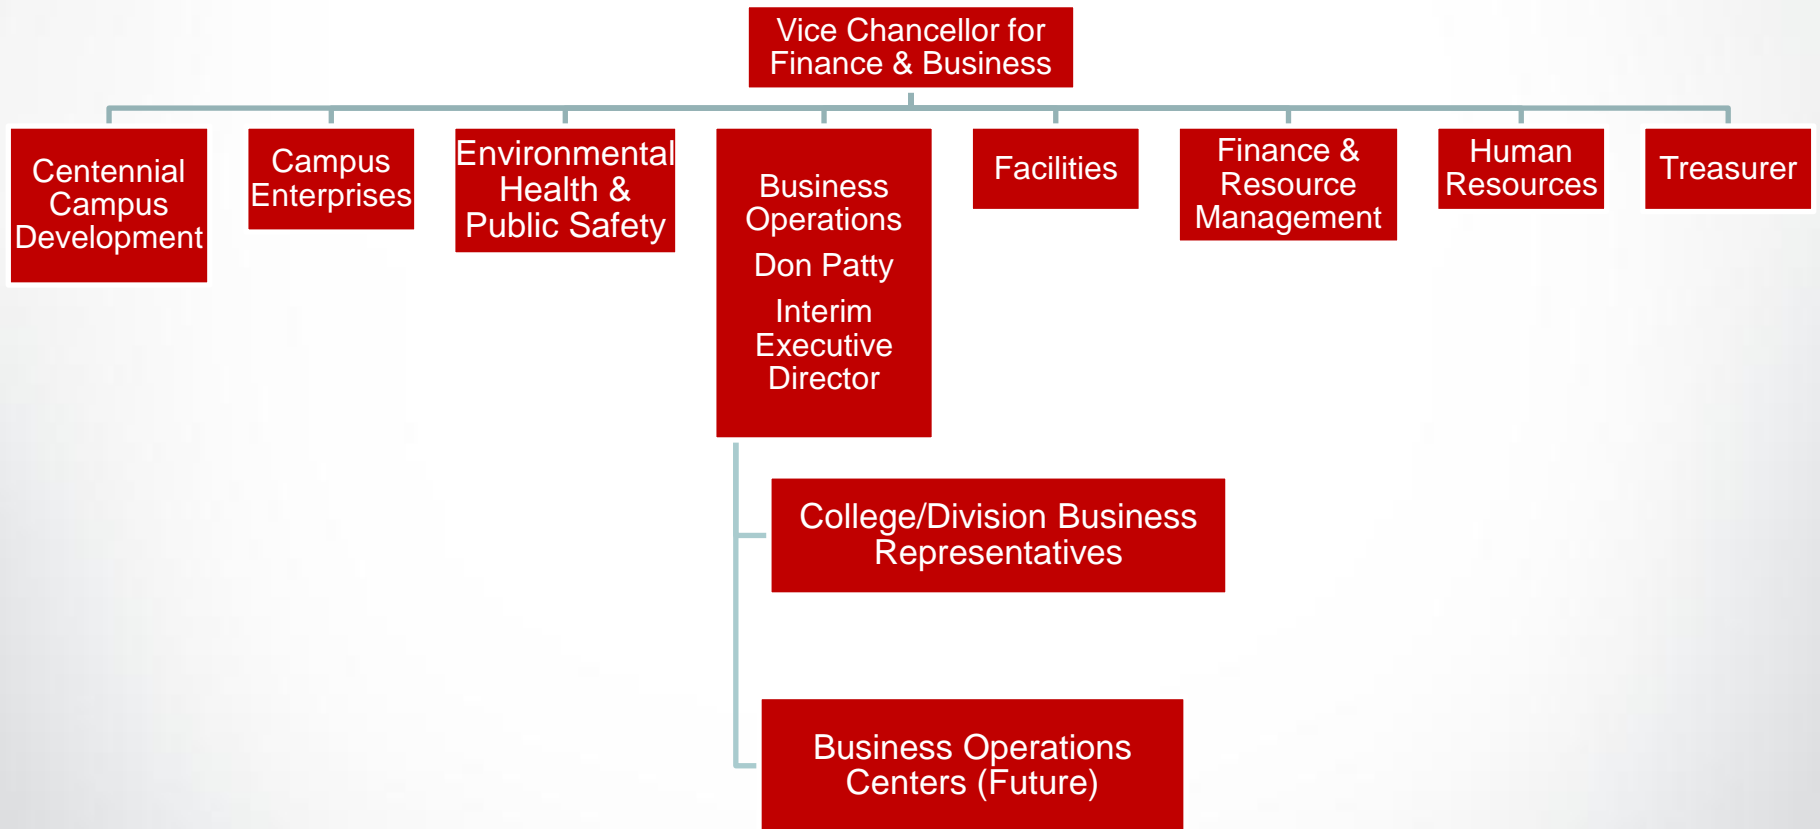 Vice Chancellor for
Finance & Business
Centennial
Campus
Development
Campus
Enterprises
Environmental
Health &
Public Safety
Business
Operations
Don Patty
Interim
Executive
Director
Facilities
Finance &
Resource
Management
Human
Resources
Treasurer
College/Division Business
Representatives
Business Operations
Centers (Future)